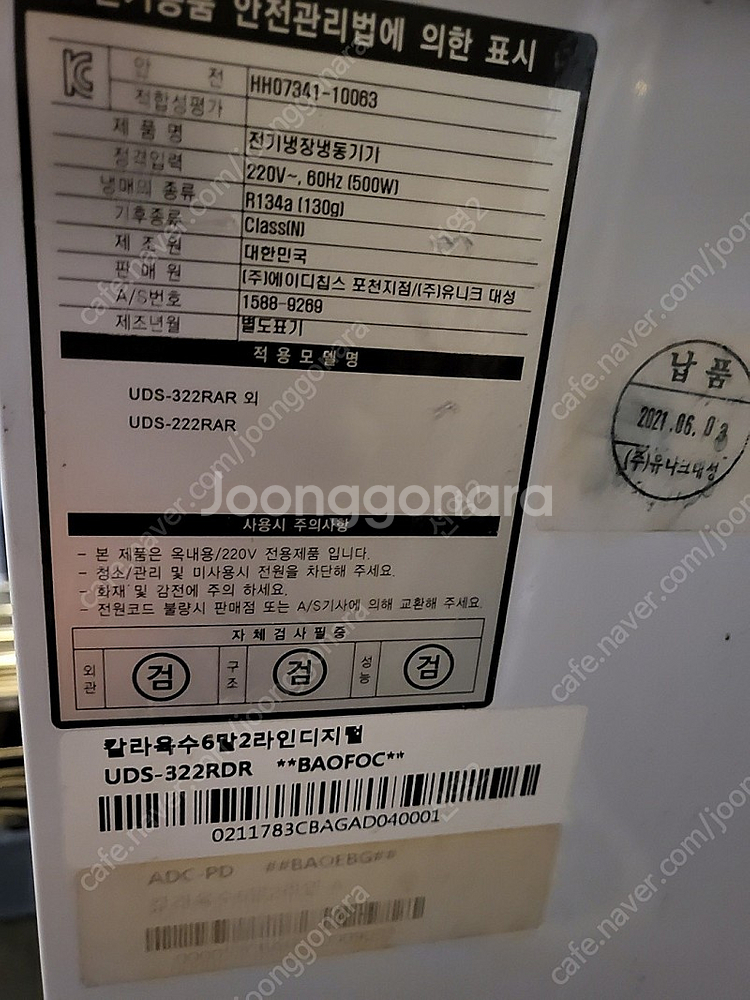 전기용품 안전관리법에 의한 표시
안 전 HH07341-10063
적합성평가
제 품 명 전기냉장냉동기기
정격입력 220V~, 60Hz (500W)
냉매의 종류 R134a (130g)
기후종류 Class(N)
제 조 원 대한민국
판 매 원 (주)에이디칩스 포천지점/(주)유니크 대성
A/S번호 1588-9269
제조년월 별도표기
적 용 모 델 명
UDS-322RAR 외
UDS-222RAR
납 품
2021.06.03
(주)유니크대성
Joonggonara
사용시 주의사항
- 본 제품은 옥내용/220V 전용제품 입니다.
- 청소/관리 및 미사용시 전원을 차단해 주세요.
- 화재 및 감전에 주의 하세요.
- 전원코드 불량시 판매점 또는 A/S기사에 의해 교환해 주세요.
자 체 검 사 필 증
외관 검 구조 검 성능 검
칼라육수6말2라인디지털
UDS-322RDR **BAOFOC**
0211783CBAGAD040001
ADC-PD ##BAOEBG##
cafe.naver.com/joonggonara